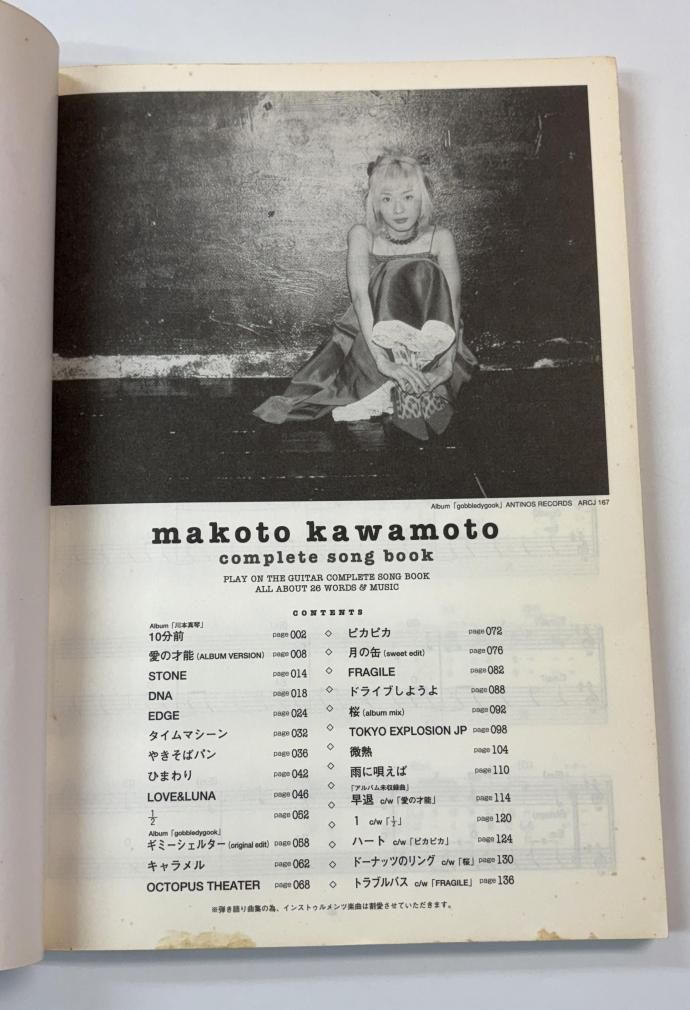 Album「gobbledygook」ANTINOS RECORDS ARCJ 167
makoto kawamoto
complete song book
PLAY ON THE GUITAR COMPLETE SONG BOOK
ALL ABOUT 26 WORDS & MUSIC
CONTENTS
Album「川本真琴」
10分前 page 002
愛の才能 (ALBUM VERSION) page 008
STONE page 014
DNA page 018
EDGE page 024
タイムマシーン page 032
やきそばパン page 036
ひまわり page 042
LOVE&LUNA page 046
1/2 page 052
Album「gobbledygook」
ギミーシェルター (original edit) page 058
キャラメル page 062
OCTOPUS THEATER page 068
ピカピカ page 072
月の缶 (sweet edit) page 076
FRAGILE page 082
ドライブしようよ page 088
桜 (album mix) page 092
TOKYO EXPLOSION JP page 098
微熱 page 104
雨に唄えば page 110
「アルバム未収録曲」
早退 c/w「愛の才能」 page 114
1 c/w「1/2」 page 120
ハート c/w「ピカピカ」 page 124
ドーナッツのリング c/w「桜」 page 130
トラブルバス c/w「FRAGILE」 page 136
※弾き語り曲集の為、インストゥルメンツ楽曲は割愛させていただきます。